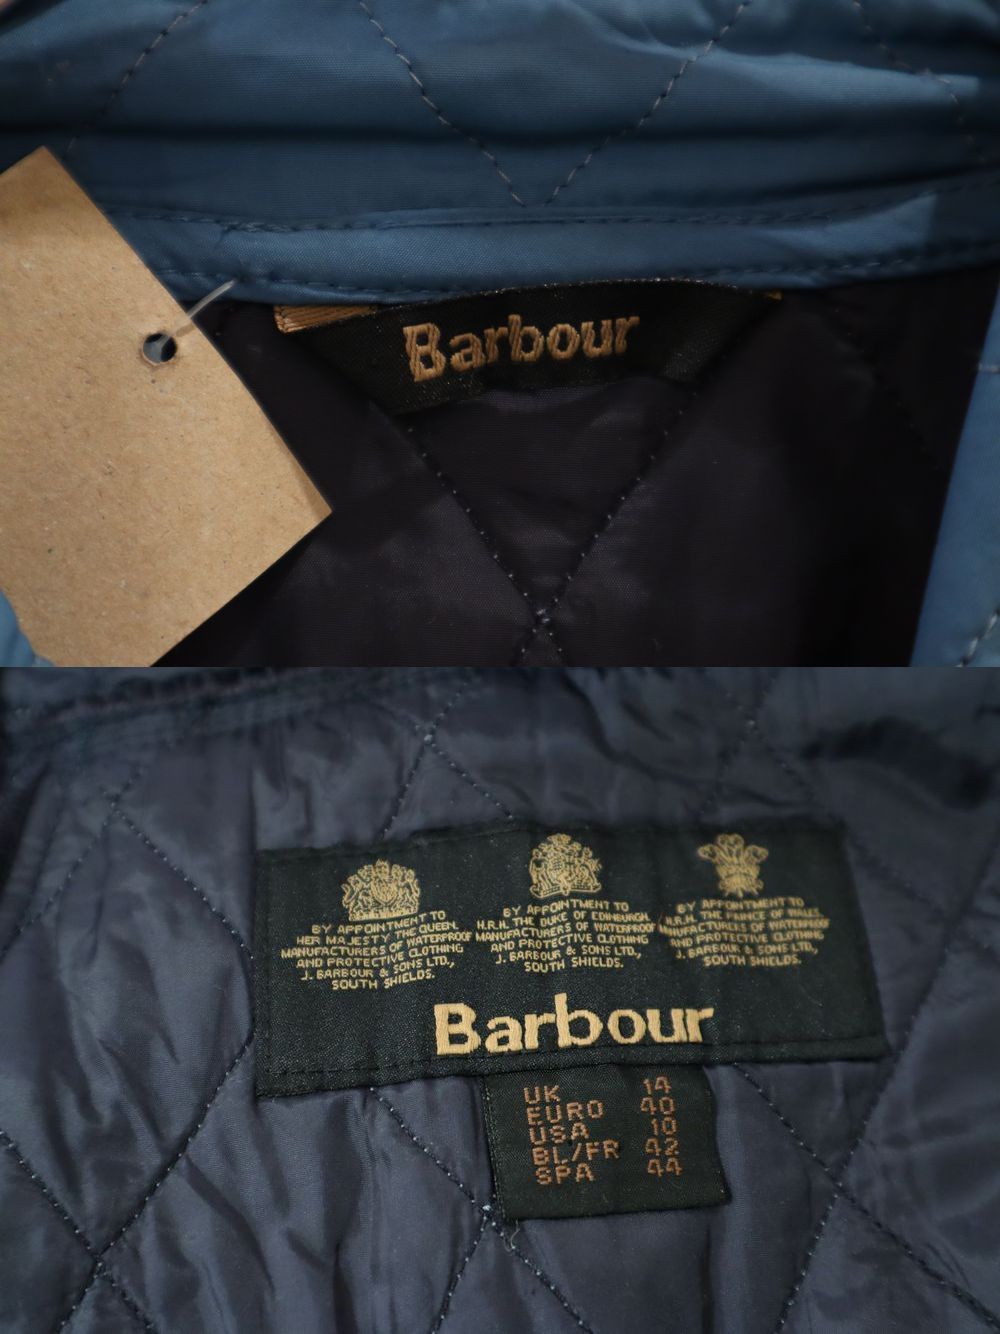 Barbour
BY APPOINTMENT TO
HER MAJESTY THE QUEEN.
MANUFACTURERS OF WATERPROOF
AND PROTECTIVE CLOTHING
J. BARBOUR & SONS LTD.,
SOUTH SHIELDS.
BY APPOINTMENT TO
H.R.H. THE DUKE OF EDINBURGH.
MANUFACTURERS OF WATERPROOF
AND PROTECTIVE CLOTHING
J. BARBOUR & SONS LTD.,
SOUTH SHIELDS.
BY APPOINTMENT TO
H.R.H. THE PRINCE OF WALES
MANUFACTURERS OF WATERPROOF
AND PROTECTIVE CLOTHING
J. BARBOUR & SONS LTD.,
SOUTH SHIELDS.
Barbour
UK 14
EURO 40
USA 10
BL/FR 42
SPA 44